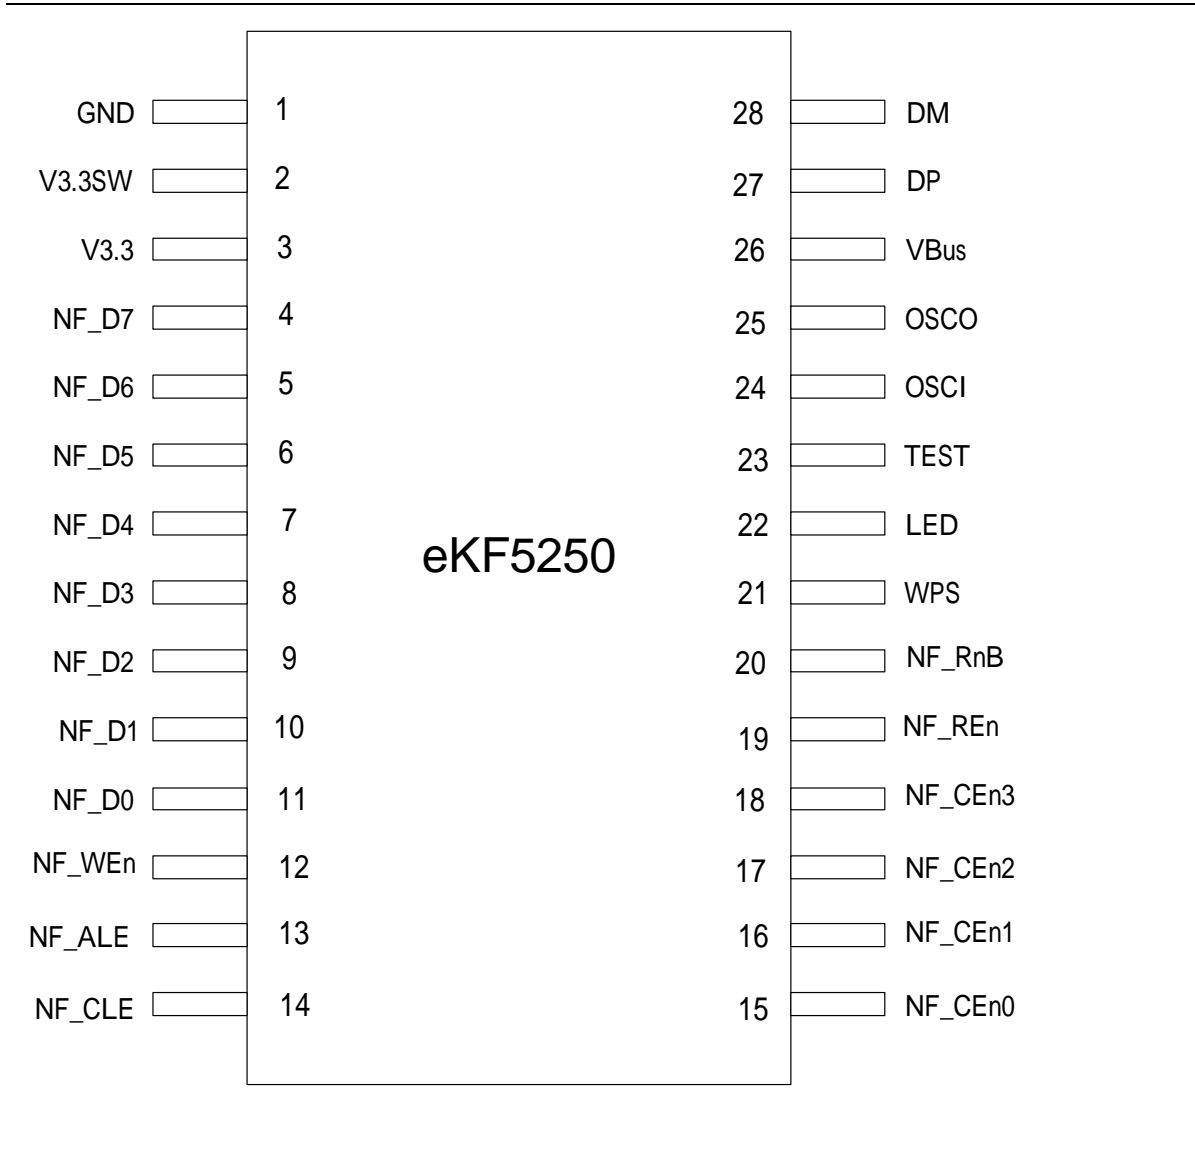 GND 1 28 DM
V3.3SW 2 27 DP
V3.3 3 26 VBus
NF_D7 4 25 OSCO
NF_D6 5 24 OSCI
NF_D5 6 23 TEST
NF_D4 7 22 LED
eKF5250
NF_D3 8 21 WPS
NF_D2 9 20 NF_RnB
NF_D1 10 19 NF_REn
NF_D0 11 18 NF_CEn3
NF_WEn 12 17 NF_CEn2
NF_ALE 13 16 NF_CEn1
NF_CLE 14 15 NF_CEn0